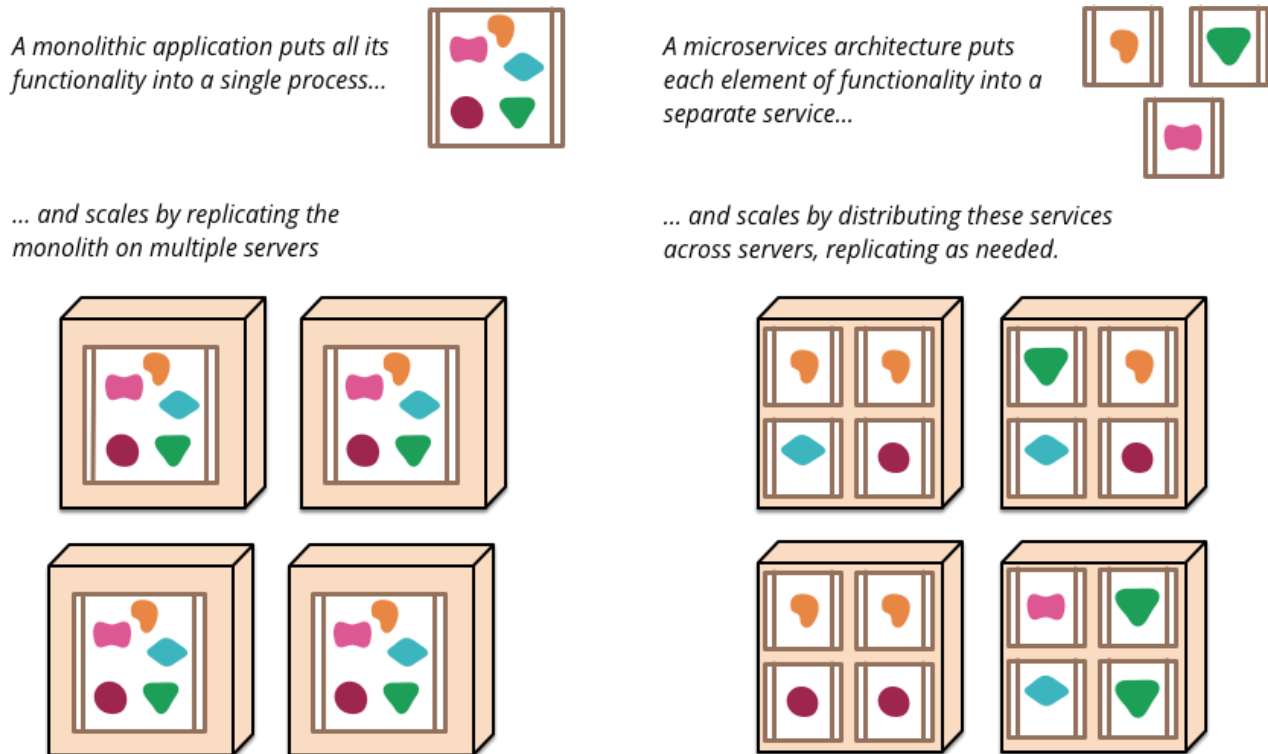 A monolithic application puts all its
functionality into a single process...
... and scales by replicating the
monolith on multiple servers
A microservices architecture puts
each element of functionality into a
separate service...
... and scales by distributing these services
across servers, replicating as needed.